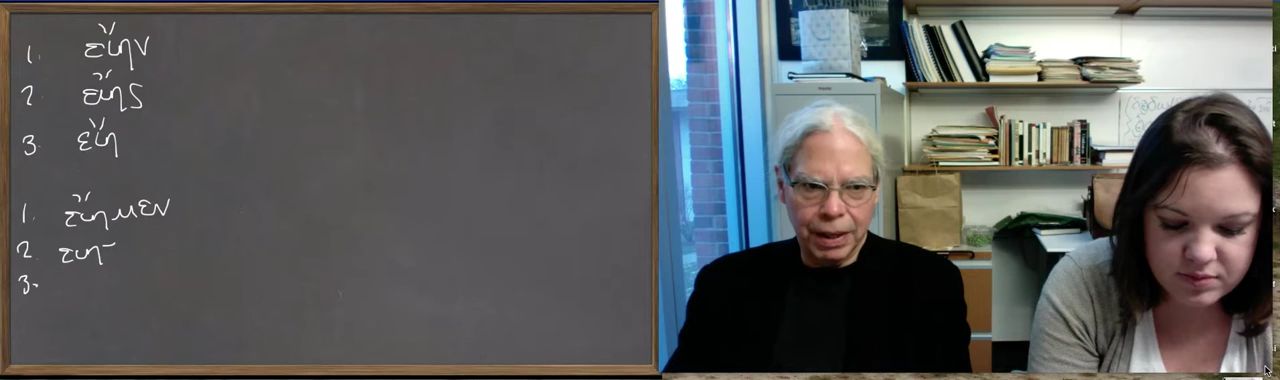 1. εἴην
2. εἴης
3. εἴη
1. εἴημεν
2 ειη
3.